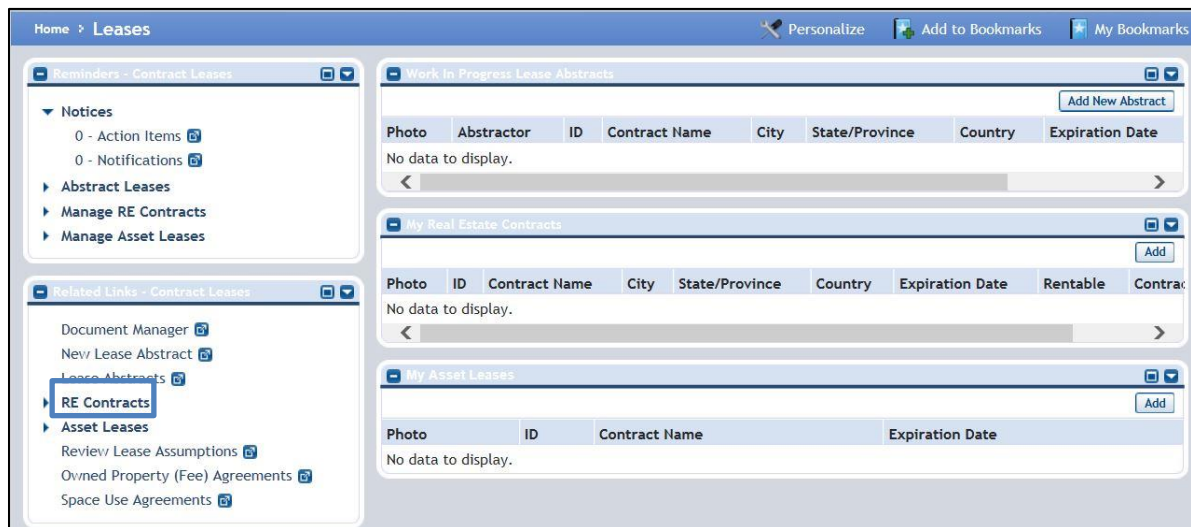 Home Leases
Personalize Add to Bookmarks My Bookmarks
Reminders - Contract Leases
Notices
0 - Action Items
0 - Notifications
Abstract Leases
Manage RE Contracts
Manage Asset Leases
Related Links - Contract Leases
Document Manager
New Lease Abstract
Lease Abstracts
RE Contracts
Asset Leases
Review Lease Assumptions
Owned Property (Fee) Agreements
Space Use Agreements
Work In Progress Lease Abstracts
Add New Abstract
Photo Abstractor ID Contract Name City State/Province Country Expiration Date
No data to display.
My Real Estate Contracts
Add
Photo ID Contract Name City State/Province Country Expiration Date Rentable Contrac
No data to display.
My Asset Leases
Add
Photo ID Contract Name Expiration Date
No data to display.